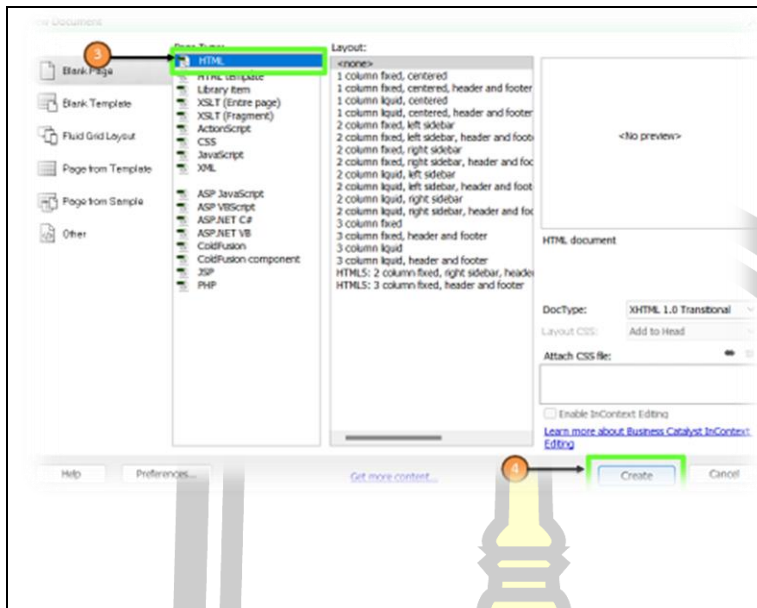 Document
Page Type:
Layout:
3
Blank Page
Blank Template
Fluid Grid Layout
Page from Template
Page from Sample
Other
HTML
HTML template
Library item
XSLT (Entire page)
XSLT (Fragment)
ActionScript
CSS
JavaScript
XML
ASP JavaScript
ASP VBScript
ASP.NET C#
ASP.NET VB
ColdFusion
ColdFusion component
JSP
PHP
<none>
1 column fixed, centered
1 column fixed, centered, header and footer
1 column liquid, centered
1 column liquid, centered, header and footer
2 column fixed, left sidebar
2 column fixed, left sidebar, header and foot
2 column fixed, right sidebar
2 column fixed, right sidebar, header and foo
2 column liquid, left sidebar
2 column liquid, left sidebar, header and foot
2 column liquid, right sidebar
2 column liquid, right sidebar, header and foo
3 column fixed
3 column fixed, header and footer
3 column liquid
3 column liquid, header and footer
HTML5: 2 column fixed, right sidebar, header
HTML5: 3 column fixed, header and footer
<No preview>
HTML document
DocType: XHTML 1.0 Transitional
Layout CSS: Add to Head
Attach CSS file:
Enable InContext Editing
Learn more about Business Catalyst InContext
Editing
Help
Preferences...
Get more content...
4
Create
Cancel